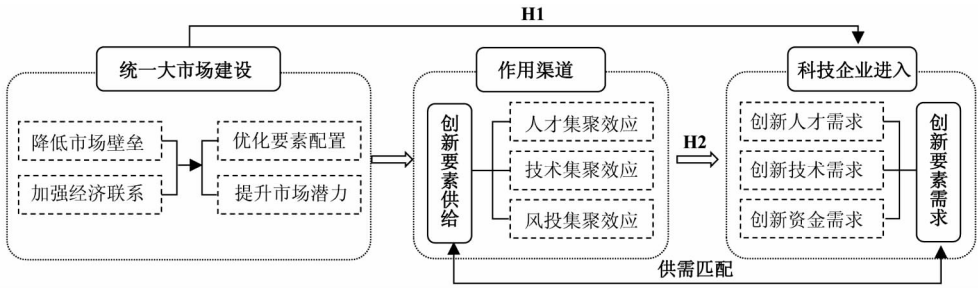 H1
统一大市场建设
作用渠道
科技企业进入
降低市场壁垒
加强经济联系
优化要素配置
提升市场潜力
创新要素供给
人才集聚效应
技术集聚效应
风投集聚效应
H2
创新人才需求
创新技术需求
创新资金需求
创新要素需求
供需匹配